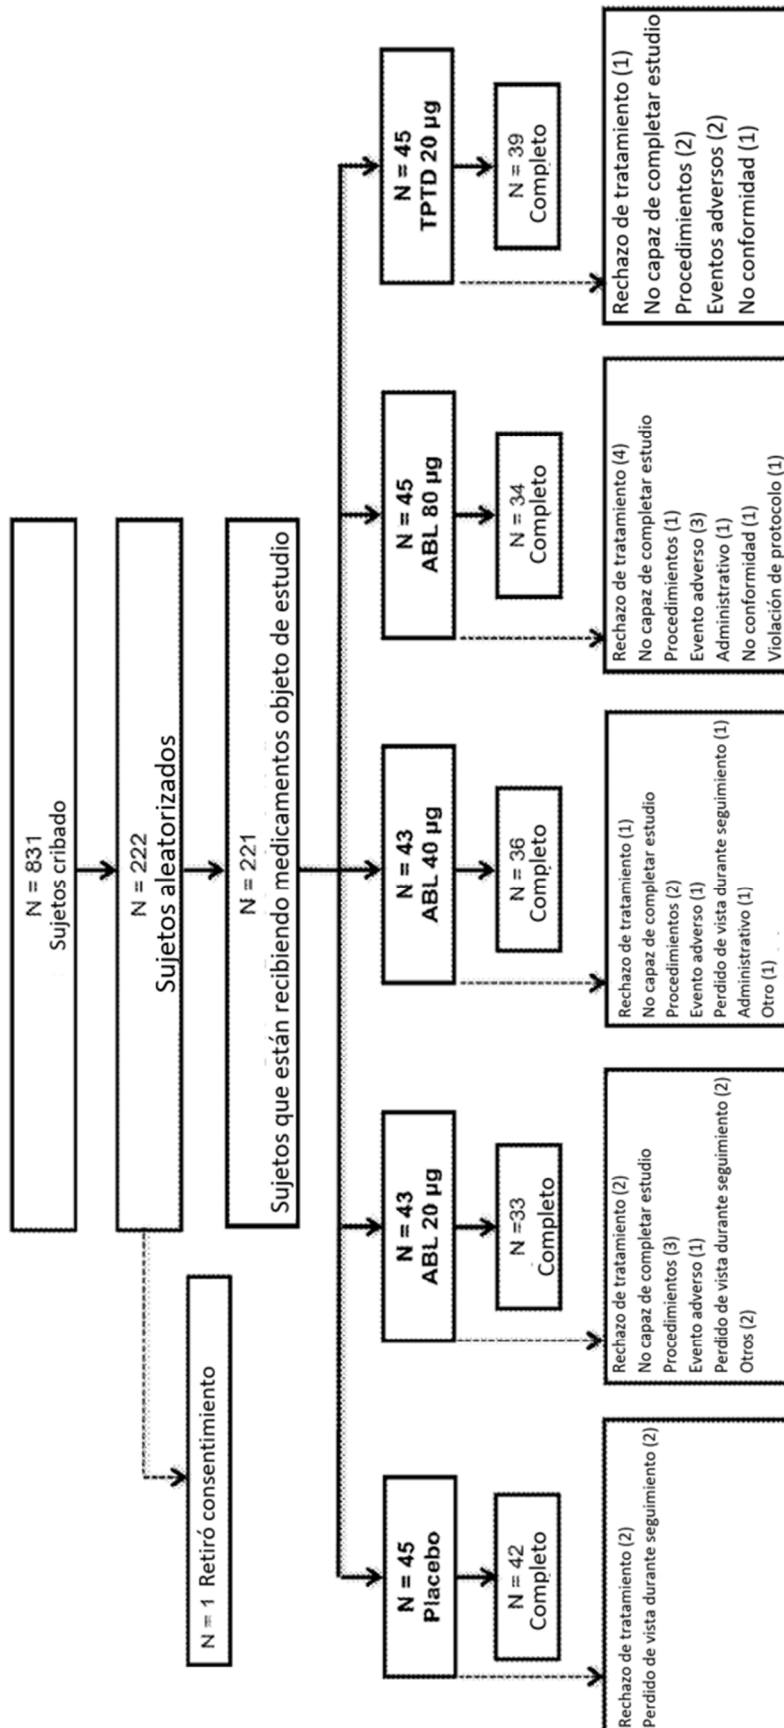 N = 831
Sujetos cribado
N = 222
Sujetos aleatorizados
N = 1 Retiró consentimiento
N = 221
Sujetos que están recibiendo medicamentos objeto de estudio
N = 45
Placebo
N = 42
Completo
Rechazo de tratamiento (2)
Perdido de vista durante seguimiento (2)
N = 43
ABL 20 µg
N =33
Completo
Rechazo de tratamiento (2)
No capaz de completar estudio
Procedimientos (3)
Evento adverso (1)
Perdido de vista durante seguimiento (2)
Otros (2)
N = 43
ABL 40 µg
N = 36
Completo
Rechazo de tratamiento (1)
No capaz de completar estudio
Procedimientos (2)
Evento adverso (1)
Perdido de vista durante seguimiento (1)
Administrativo (1)
Otro (1)
N = 45
ABL 80 µg
N = 34
Completo
Rechazo de tratamiento (4)
No capaz de completar estudio
Procedimientos (1)
Evento adverso (3)
Administrativo (1)
No conformidad (1)
Violación de protocolo (1)
N = 45
TPTD 20 µg
N = 39
Completo
Rechazo de tratamiento (1)
No capaz de completar estudio
Procedimientos (2)
Eventos adversos (2)
No conformidad (1)